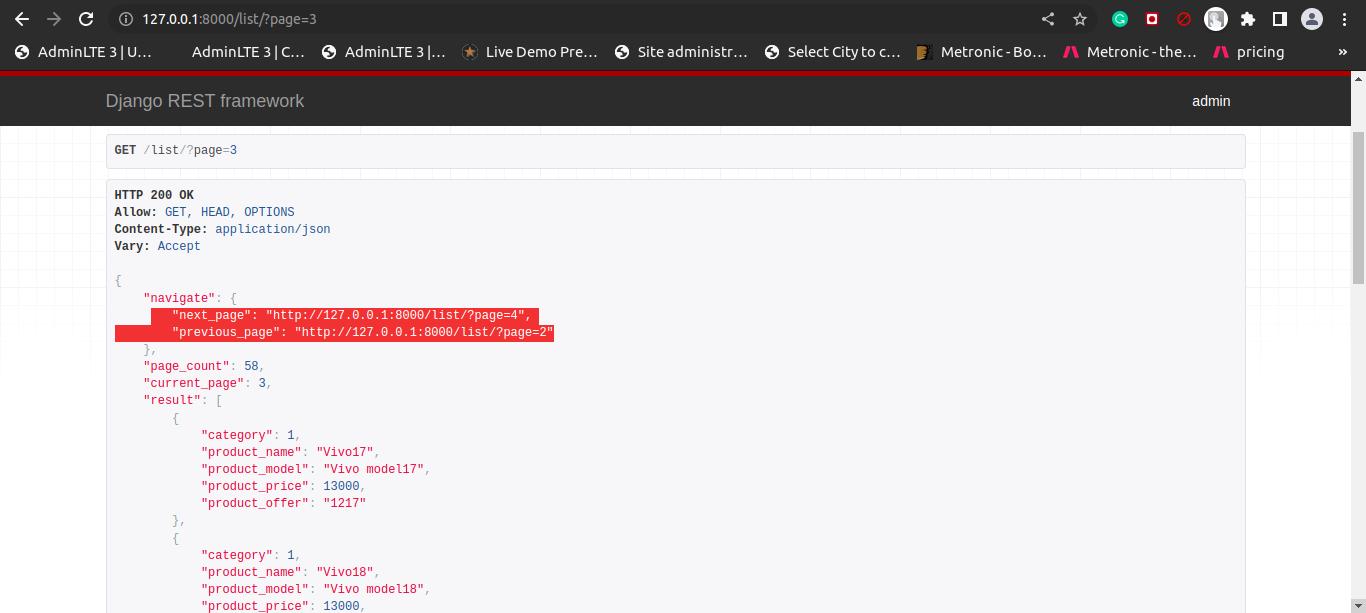 127.0.0.1:8000/list/?page=3
AdminLTE 3 | U... AdminLTE 3 | C... AdminLTE 3 |... Live Demo Pre... Site administr... Select City to c... Metronic - Bo... Metronic - the... pricing »
Django REST framework admin
GET /list/?page=3
HTTP 200 OK
Allow: GET, HEAD, OPTIONS
Content-Type: application/json
Vary: Accept
{
"navigate": {
"next_page": "http://127.0.0.1:8000/list/?page=4",
"previous_page": "http://127.0.0.1:8000/list/?page=2"
},
"page_count": 58,
"current_page": 3,
"result": [
{
"category": 1,
"product_name": "Vivo17",
"product_model": "Vivo model17",
"product_price": 13000,
"product_offer": "1217"
},
{
"category": 1,
"product_name": "Vivo18",
"product_model": "Vivo model18",
"product_price": 13000,